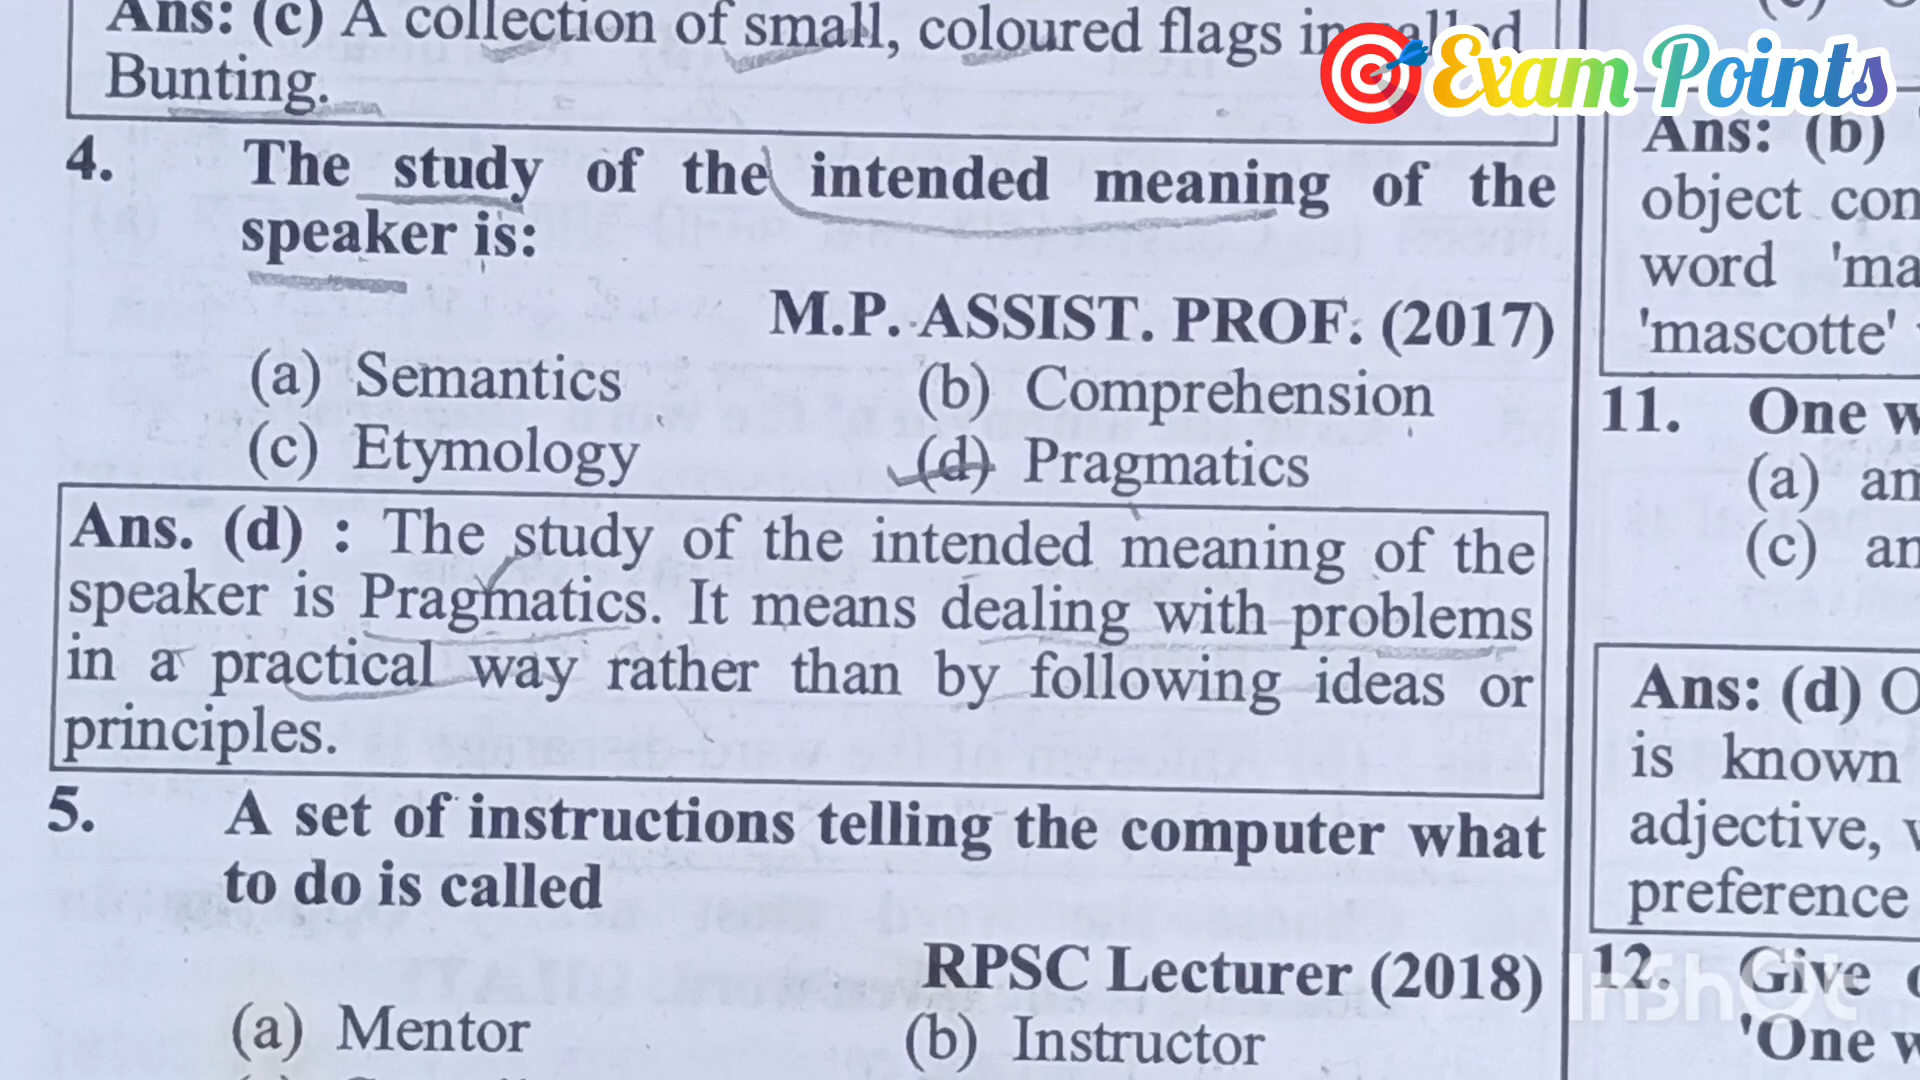 Ans: (c) A collection of small, coloured flags in called
Bunting.
4. The study of the intended meaning of the
speaker is:
M.P. ASSIST. PROF. (2017)
(a) Semantics (b) Comprehension
(c) Etymology (d) Pragmatics
Ans. (d) : The study of the intended meaning of the
speaker is Pragmatics. It means dealing with problems
in a practical way rather than by following ideas or
principles.
5. A set of instructions telling the computer what
to do is called
RPSC Lecturer (2018)
(a) Mentor (b) Instructor
Exam Points
Ans: (b)
object con
word 'ma
'mascotte'
11. One w
(a) an
(c) an
Ans: (d) O
is known
adjective,
preference
12. Give
'One w
InShot